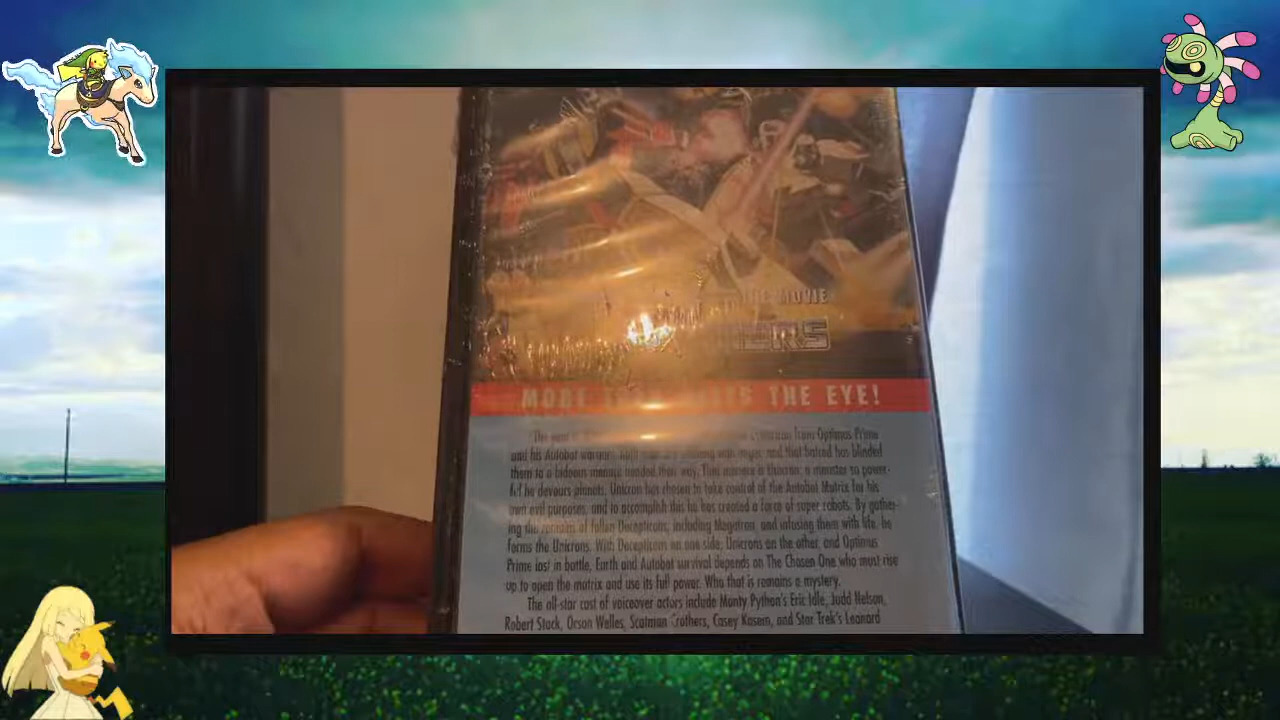 THE MOVIE
MORE THE EYE!
The year is from Optimus Prime
and his Autobot warriors. and that hatred has blinded
them to a hideous menace headed their way. This menace is Unicron, a monster so power-
ful he devours planets. Unicron has chosen to take control of the Autobot Matrix for his
own evil purposes, and to accomplish this he has created a force of super robots. By gather-
ing the remains of fallen Decepticons, including Megatron, and infusing them with life, he
forms the Unicrons. With Decepticons on one side, Unicrons on the other, and Optimus
Prime lost in battle, Earth and Autobot survival depends on The Chosen One who must rise
up to open the matrix and use its full power. Who that is remains a mystery.
The all-star cast of voiceover actors include Monty Python's Eric Idle, Judd Nelson,
Robert Stack, Orson Welles, Scatman Crothers, Casey Kasem, and Star Trek's Leonard